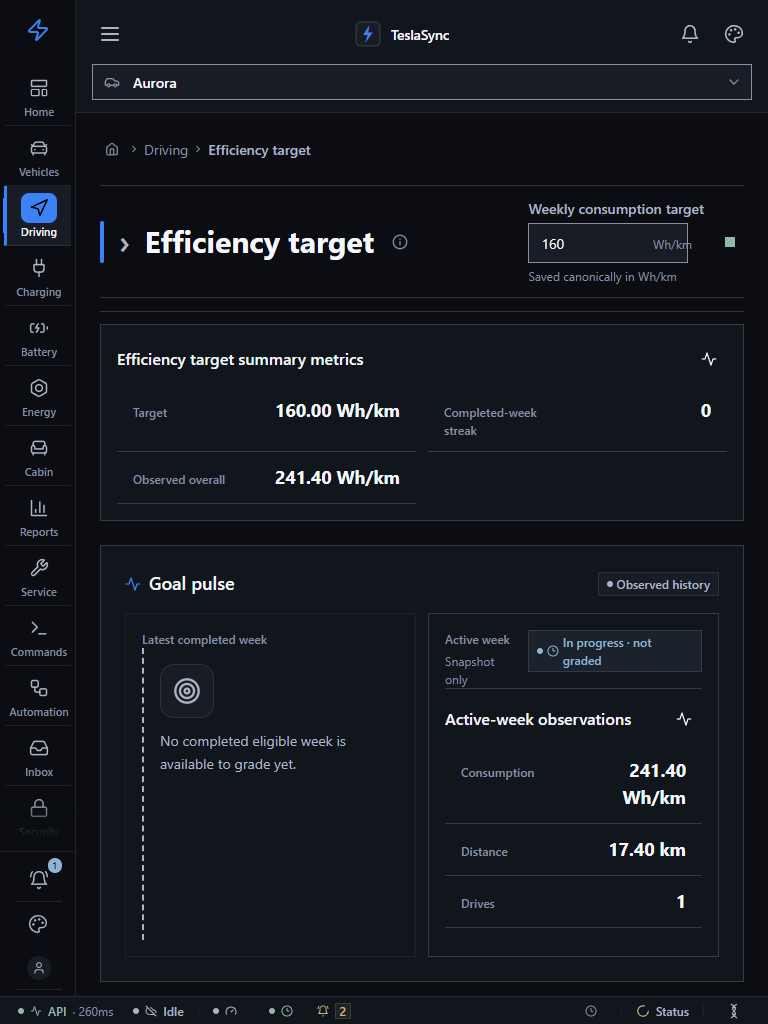 TeslaSync
Aurora
Home
Vehicles
Driving
Charging
Battery
Energy
Cabin
Reports
Service
Commands
Automation
Inbox
Security
1
Driving
Efficiency target
Efficiency target
Weekly consumption target
160 Wh/km
Saved canonically in Wh/km
Efficiency target summary metrics
Target 160.00 Wh/km
Completed-week
streak
0
Observed overall 241.40 Wh/km
Goal pulse
Observed history
Latest completed week
No completed eligible week is
available to grade yet.
Active week
Snapshot
only
In progress · not
graded
Active-week observations
Consumption
241.40
Wh/km
Distance 17.40 km
Drives 1
API · 260ms
Idle
2
Status